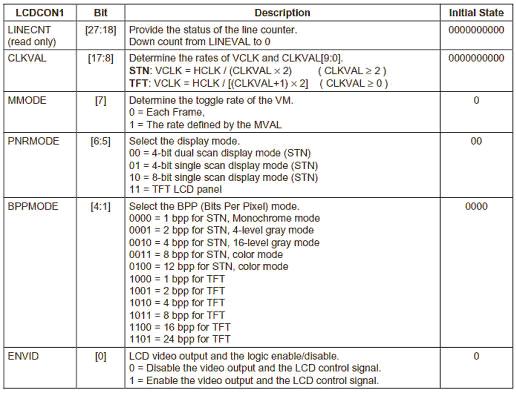 LCDCON1 Bit Description Initial State
LINECNT [27:18] Provide the status of the line counter. 0000000000
(read only) Down count from LINEVAL to 0
CLKVAL [17:8] Determine the rates of VCLK and CLKVAL[9:0]. 0000000000
STN: VCLK = HCLK / (CLKVAL × 2) ( CLKVAL ≥ 2 )
TFT: VCLK = HCLK / [(CLKVAL+1) × 2] ( CLKVAL ≥ 0 )
MMODE [7] Determine the toggle rate of the VM. 0
0 = Each Frame,
1 = The rate defined by the MVAL
PNRMODE [6:5] Select the display mode. 00
00 = 4-bit dual scan display mode (STN)
01 = 4-bit single scan display mode (STN)
10 = 8-bit single scan display mode (STN)
11 = TFT LCD panel
BPPMODE [4:1] Select the BPP (Bits Per Pixel) mode. 0000
0000 = 1 bpp for STN, Monochrome mode
0001 = 2 bpp for STN, 4-level gray mode
0010 = 4 bpp for STN, 16-level gray mode
0011 = 8 bpp for STN, color mode
0100 = 12 bpp for STN, color mode
1000 = 1 bpp for TFT
1001 = 2 bpp for TFT
1010 = 4 bpp for TFT
1011 = 8 bpp for TFT
1100 = 16 bpp for TFT
1101 = 24 bpp for TFT
ENVID [0] LCD video output and the logic enable/disable. 0
0 = Disable the video output and the LCD control signal.
1 = Enable the video output and the LCD control signal.